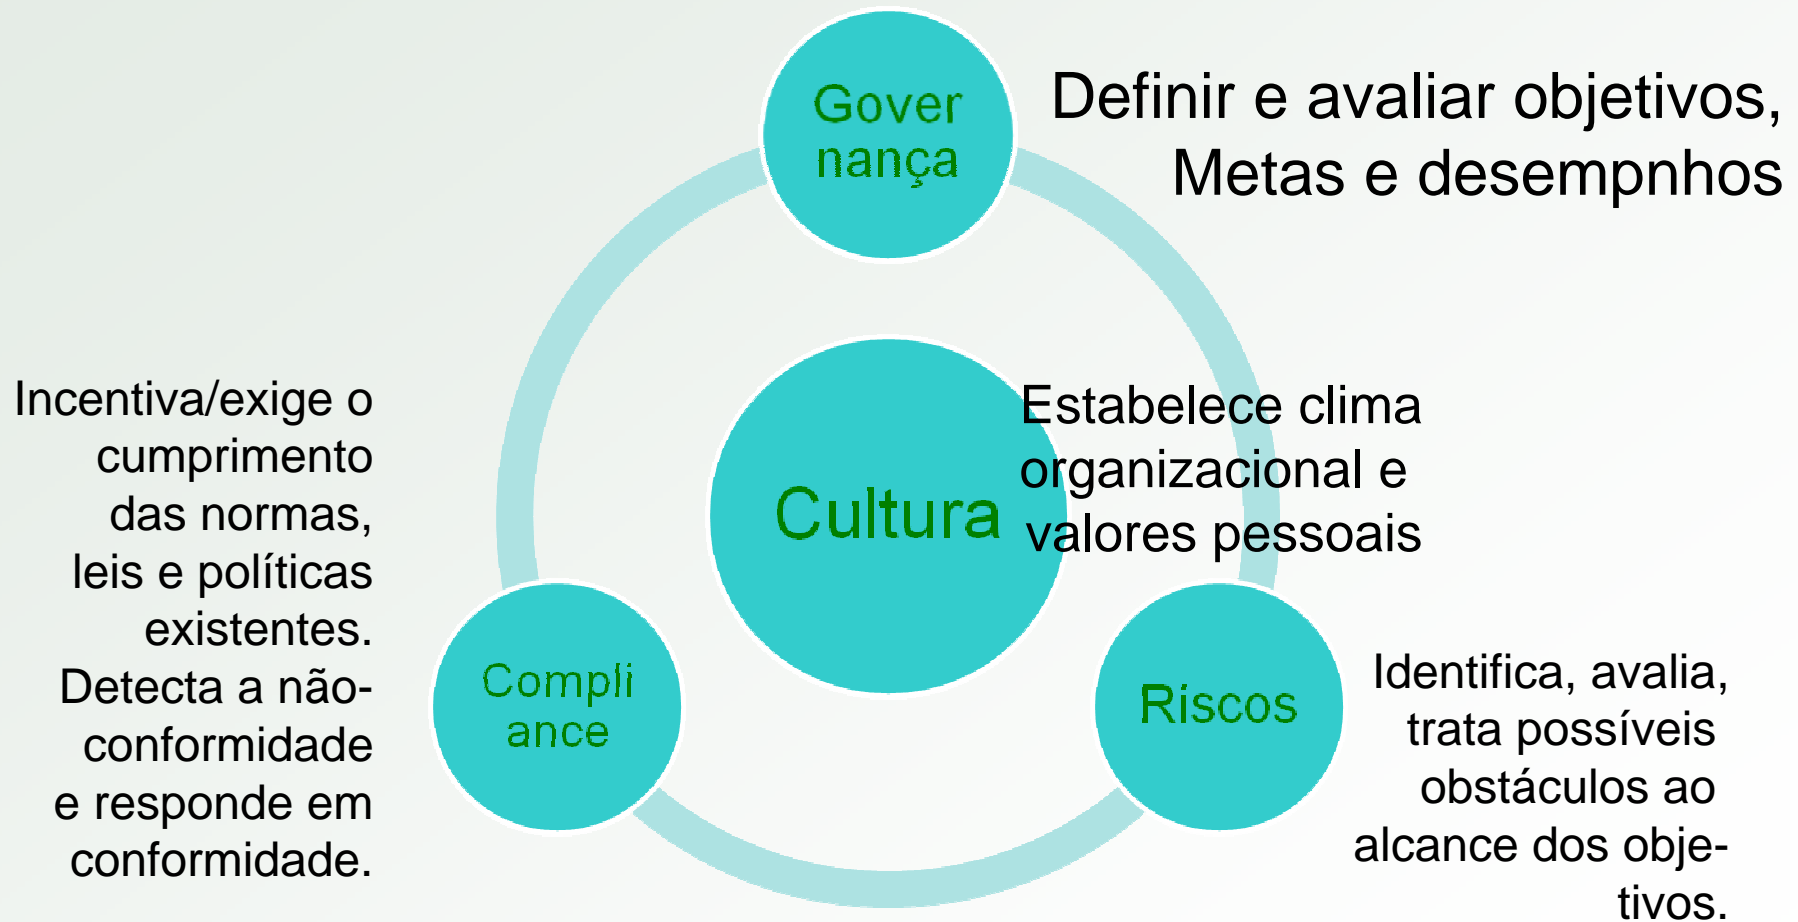 Gover
nança
Definir e avaliar objetivos,
Metas e desempnhos
Incentiva/exige o
cumprimento
das normas,
leis e políticas
existentes.
Detecta a não-
conformidade
e responde em
conformidade.
Cultura
Estabelece clima
organizacional e
valores pessoais
Compli
ance
Riscos
Identifica, avalia,
trata possíveis
obstáculos ao
alcance dos obje-
tivos.